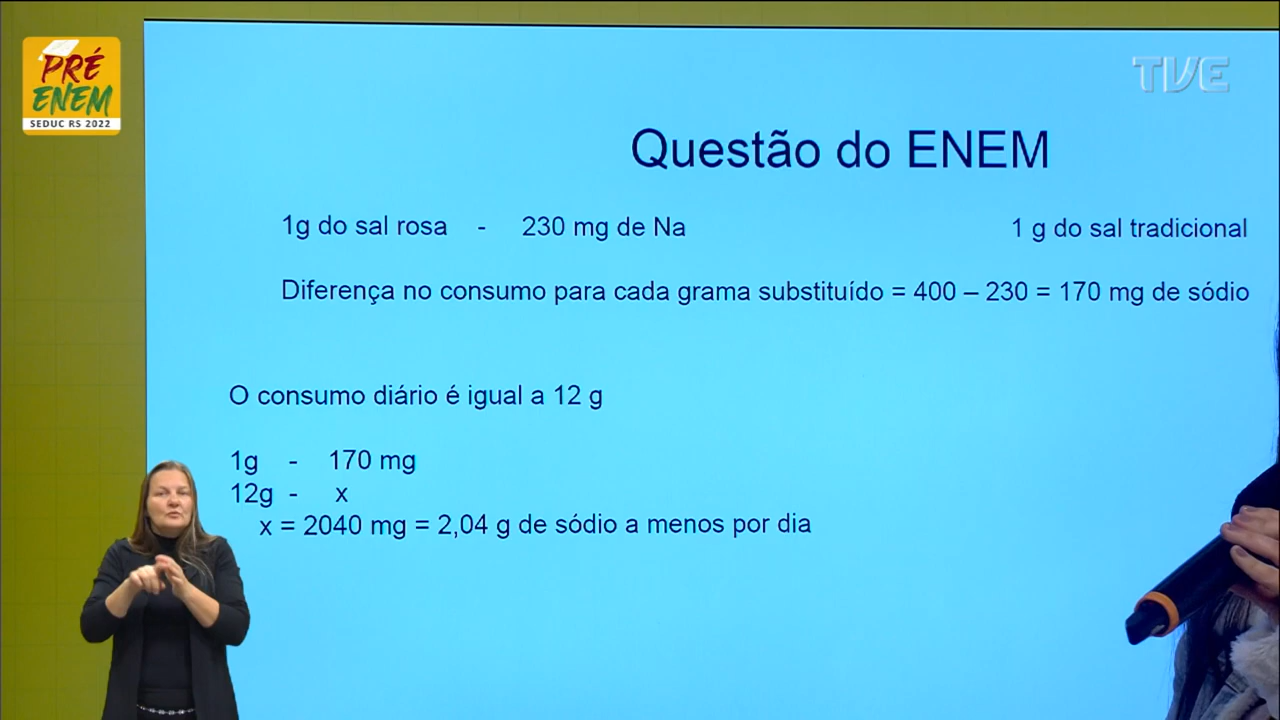 PRÉ
ENEM
SEDUC RS 2022
TVE
Questão do ENEM
1g do sal rosa - 230 mg de Na 1 g do sal tradicional
Diferença no consumo para cada grama substituído = 400 – 230 = 170 mg de sódio
O consumo diário é igual a 12 g
1g - 170 mg
12g - x
x = 2040 mg = 2,04 g de sódio a menos por dia